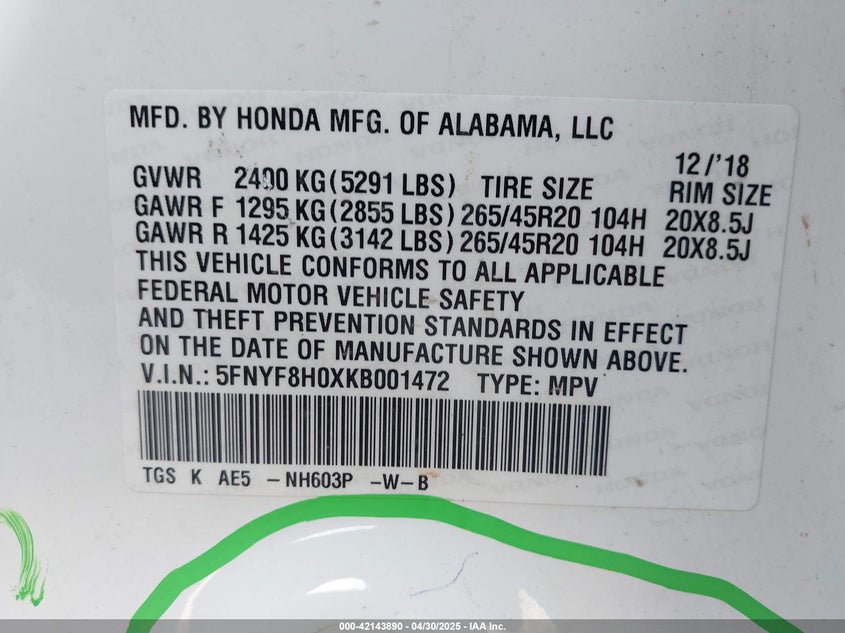 MFD. BY HONDA MFG. OF ALABAMA, LLC
12/'18
GVWR 2400 KG (5291 LBS) TIRE SIZE RIM SIZE
GAWR F 1295 KG (2855 LBS) 265/45R20 104H 20X8.5J
GAWR R 1425 KG (3142 LBS) 265/45R20 104H 20X8.5J
THIS VEHICLE CONFORMS TO ALL APPLICABLE
FEDERAL MOTOR VEHICLE SAFETY
AND THEFT PREVENTION STANDARDS IN EFFECT
ON THE DATE OF MANUFACTURE SHOWN ABOVE.
V.I.N.: 5FNYF8H0XKB001472 TYPE: MPV
TGS K AE5 -NH603P -W-B
000-42143890 - 04/30/2025 - IAA Inc.